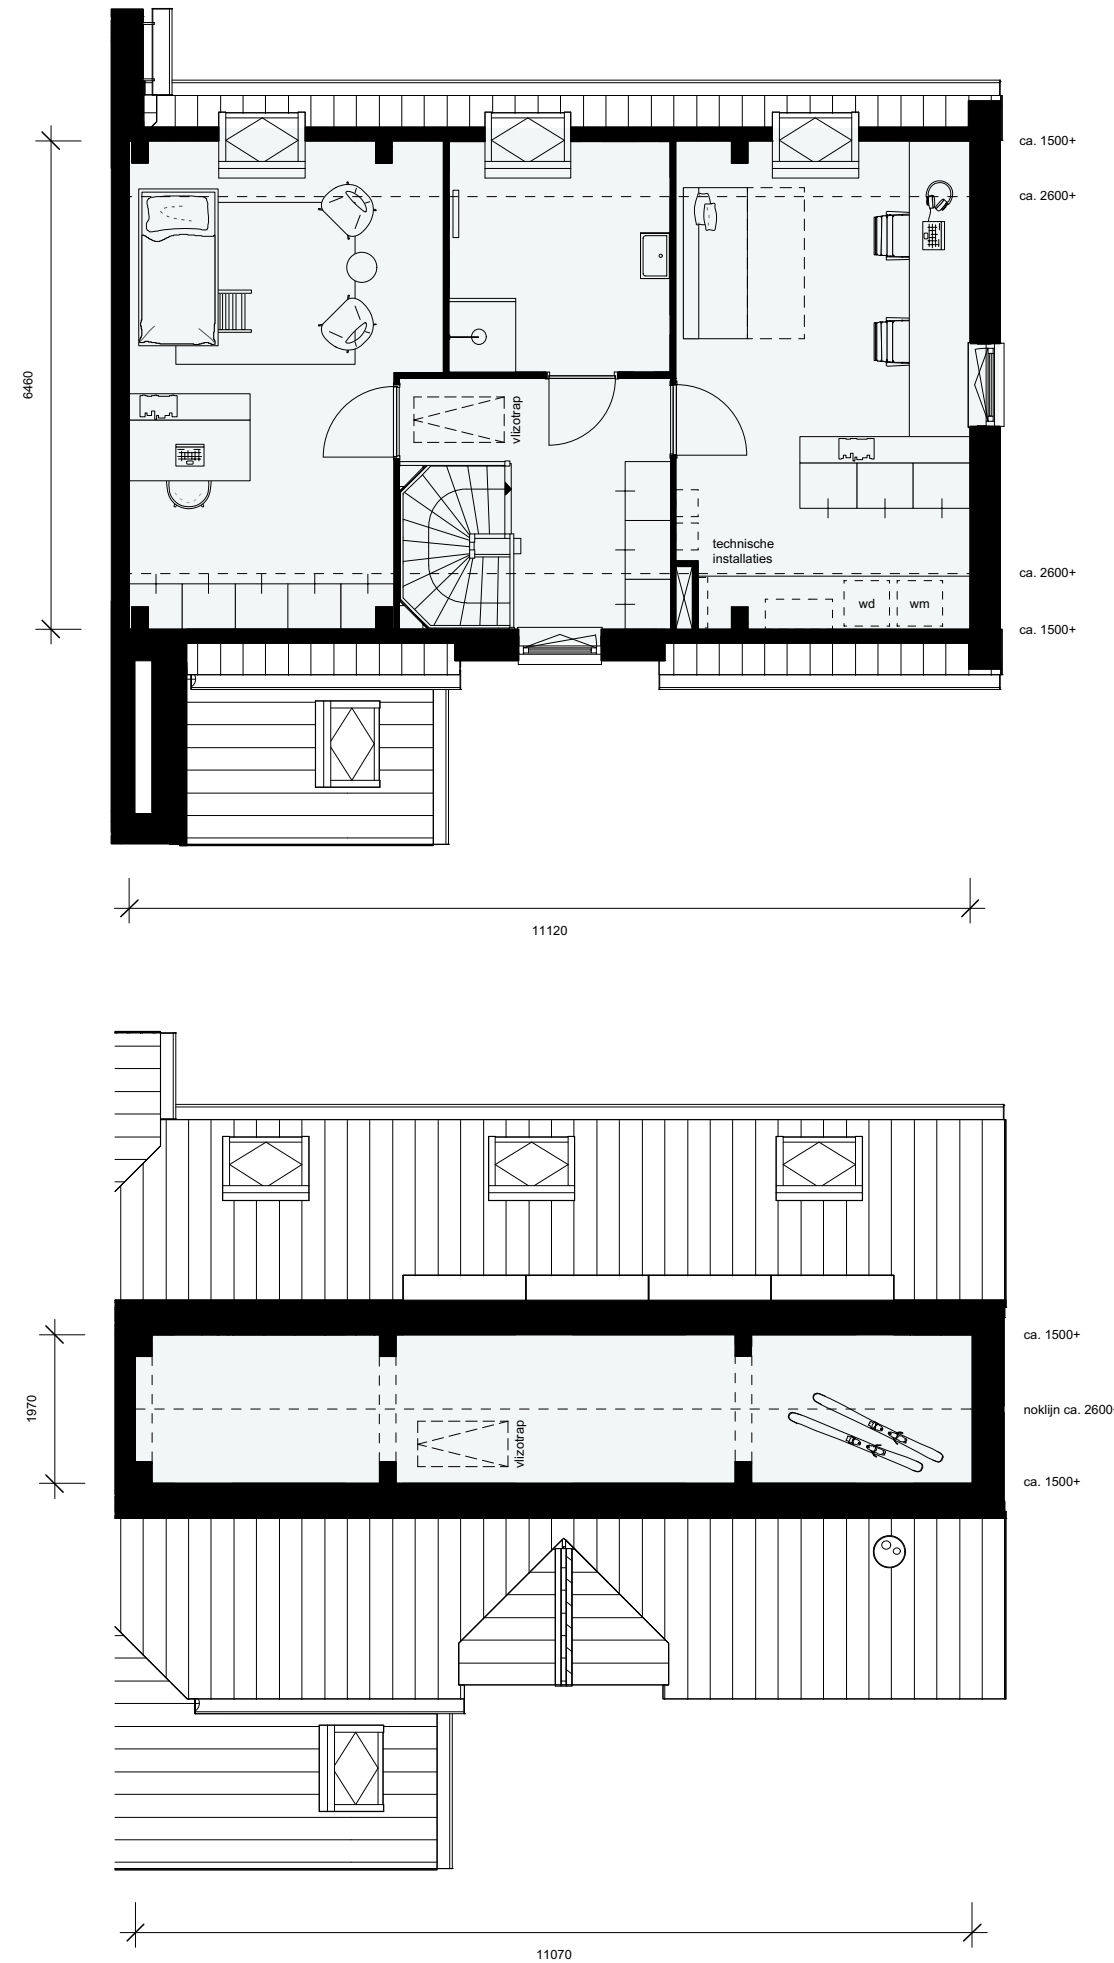 ca. 1500+
ca. 2600+
6460
vlizotrap
technische
installaties
ca. 2600+
wd
wm
ca. 1500+
11120
ca. 1500+
1970
noklijn ca. 2600
vlizotrap
ca. 1500+
11070